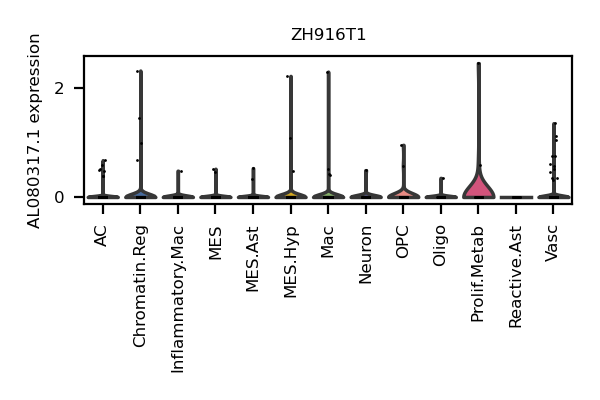 ZH916T1
AL080317.1 expression
2
0
AC
Chromatin.Reg
Inflammatory.Mac
MES
MES.Ast
MES.Hyp
Mac
Neuron
OPC
Oligo
Prolif.Metab
Reactive.Ast
Vasc